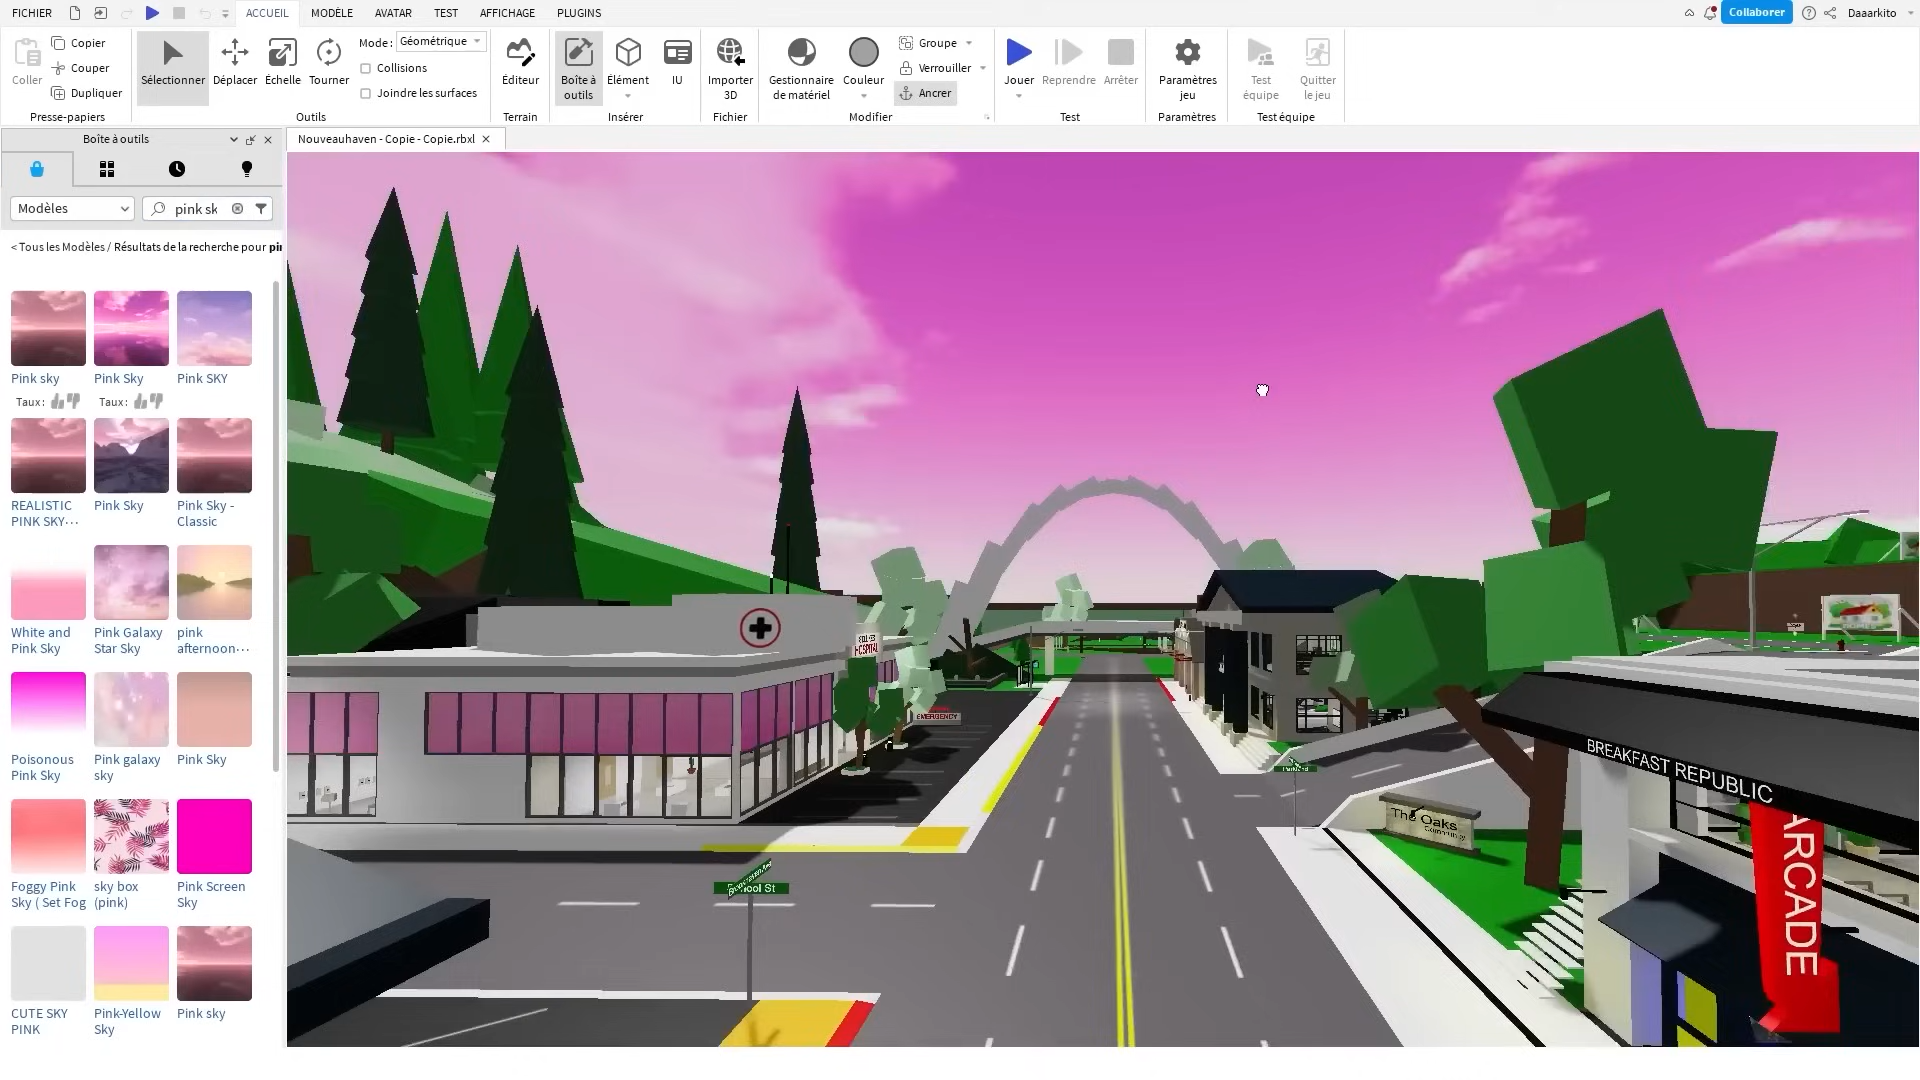 FICHIER
ACCUEIL
MODÈLE
AVATAR
TEST
AFFICHAGE
PLUGINS
Collaborer
Daaarkito
Coller
Copier
Couper
Dupliquer
Presse-papiers
Sélectionner
Déplacer
Échelle
Tourner
Mode :
Géométrique
Collisions
Joindre les surfaces
Outils
Éditeur
Terrain
Boîte à
outils
Élément
IU
Insérer
Importer
3D
Fichier
Gestionnaire
de matériel
Couleur
Groupe
Verrouiller
Ancrer
Modifier
Jouer
Reprendre
Arrêter
Test
Paramètres
jeu
Paramètres
Test
équipe
Quitter
le jeu
Test équipe
Boîte à outils
Nouveauhaven - Copie - Copie.rbxl
Modèles
pink sk
< Tous les Modèles / Résultats de la recherche pour pin
Pink sky
Pink Sky
Pink SKY
Taux :
Taux :
REALISTIC
PINK SKY...
Pink Sky
Pink Sky -
Classic
White and
Pink Sky
Pink Galaxy
Star Sky
pink
afternoon...
Poisonous
Pink Sky
Pink galaxy
sky
Pink Sky
Foggy Pink
Sky ( Set Fog
sky box
(pink)
Pink Screen
Sky
CUTE SKY
PINK
Pink-Yellow
Sky
Pink sky
HOSPITAL
EMERGENCY
The Oaks
Community
BREAKFAST REPUBLIC
ARCADE